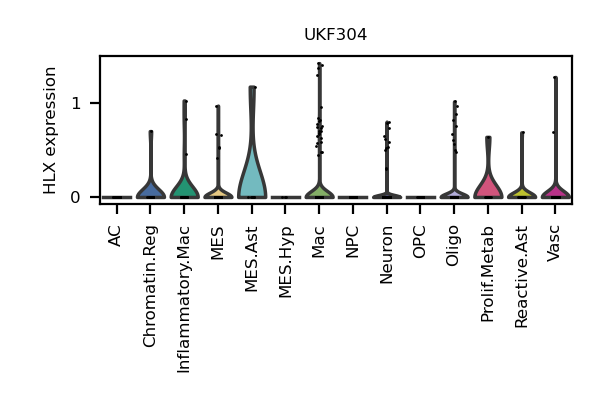 UKF304
HLX expression
1
0
AC
Chromatin.Reg
Inflammatory.Mac
MES
MES.Ast
MES.Hyp
Mac
NPC
Neuron
OPC
Oligo
Prolif.Metab
Reactive.Ast
Vasc